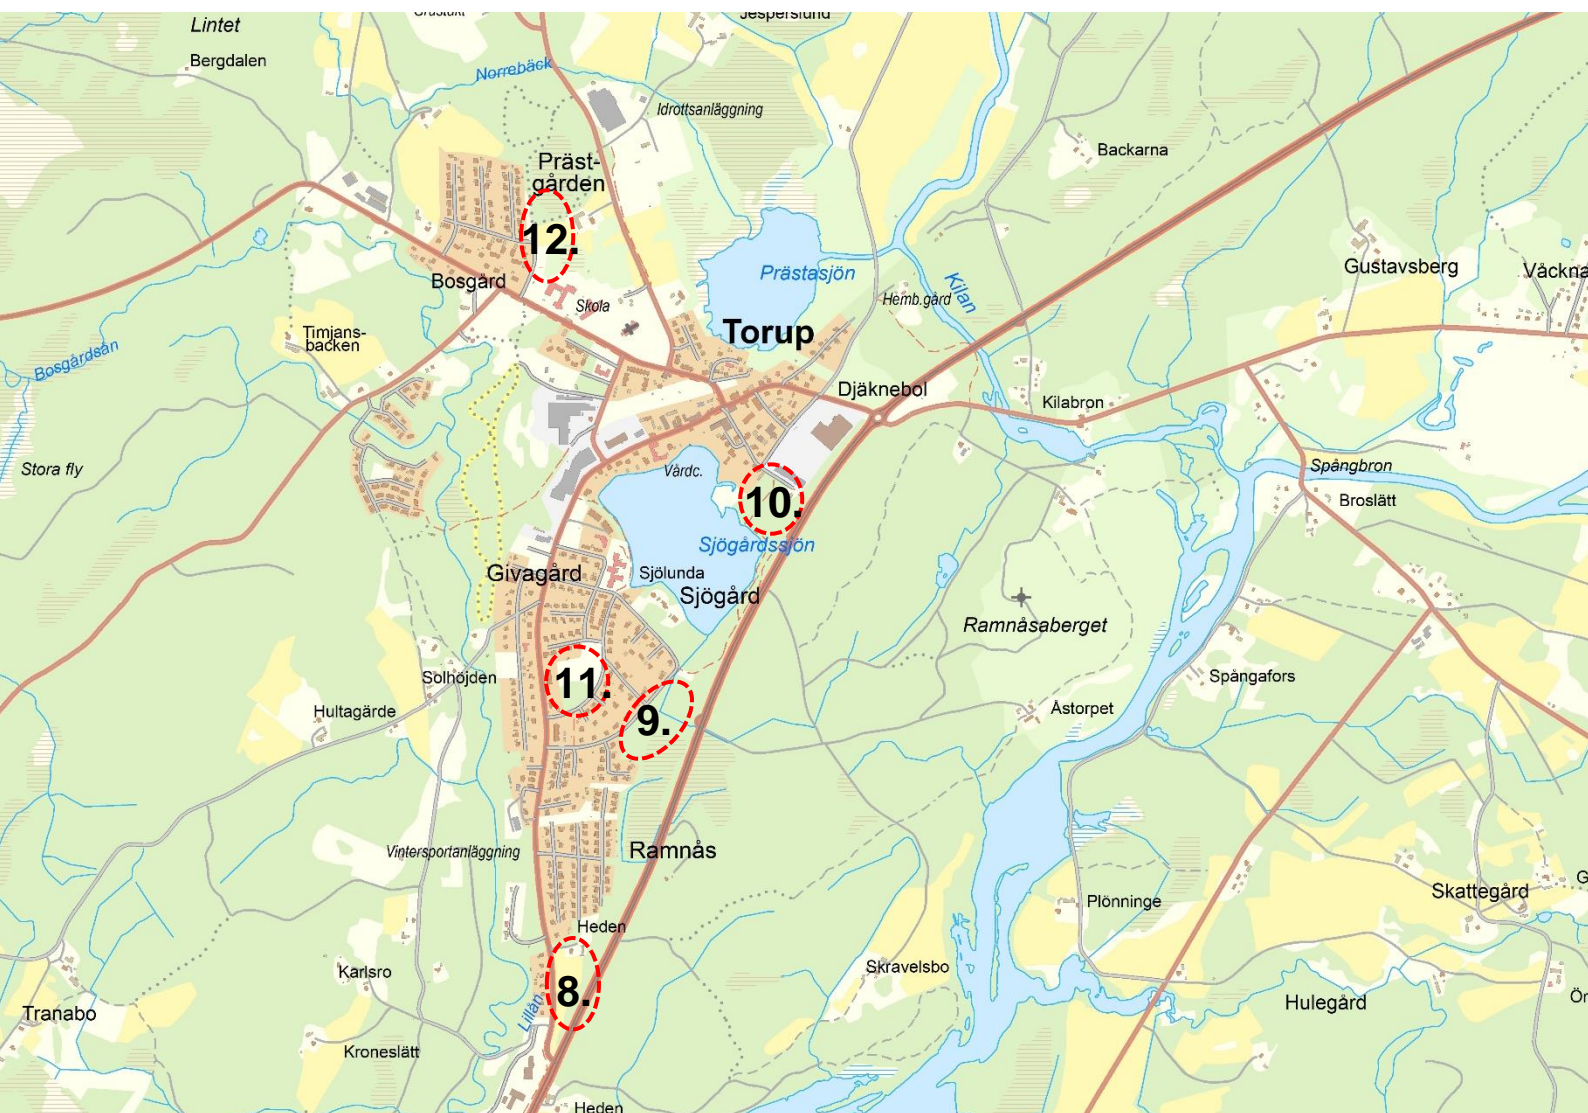 Jesperslund
Lintet
Bergdalen
Norrebäck
Idrottsanläggning
Backarna
Präst-
gården
12.
Bosgård
Prästasjön
Kilan
Gustavsberg
Hemb.gård
Skola
Timjans-
backen
Torup
Bosgårdsån
Djäknebol
Kilabron
Stora fly
Vårdc.
Spångbron
Broslätt
10.
Sjögårdssjön
Givagård
Sjölunda
Sjögård
Ramnåsaberget
Solhöjden
11.
Spångafors
Hultagärde
9.
Åstorpet
Vintersportanläggning
Ramnås
Skattegård
Plönninge
Heden
Karlsro
Skravelsbo
8.
Hulegård
Tranabo
Lillån
Kroneslätt
Heden